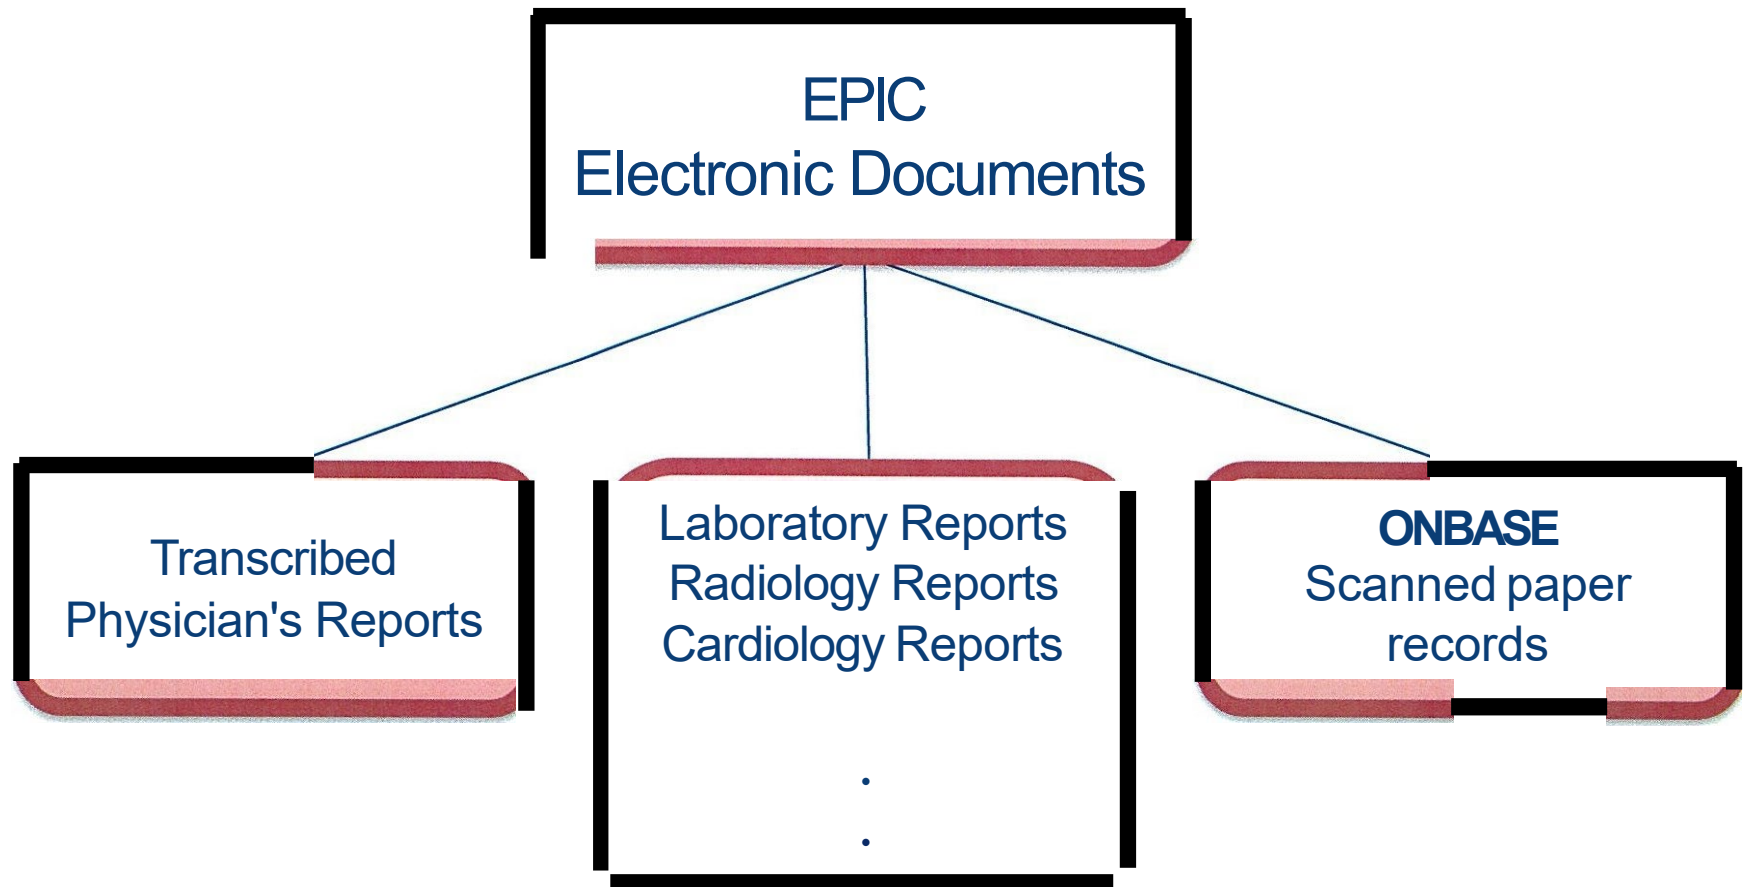 EPIC
Electronic Documents
Transcribed
Physician's Reports
Laboratory Reports
Radiology Reports
Cardiology Reports
.
.
ONBASE
Scanned paper
records